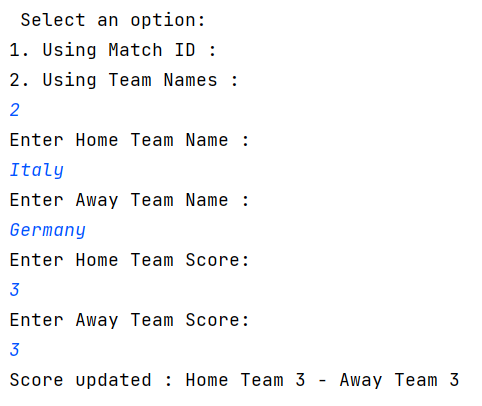 Select an option:
1. Using Match ID :
2. Using Team Names :
2
Enter Home Team Name :
Italy
Enter Away Team Name :
Germany
Enter Home Team Score:
3
Enter Away Team Score:
3
Score updated : Home Team 3 - Away Team 3